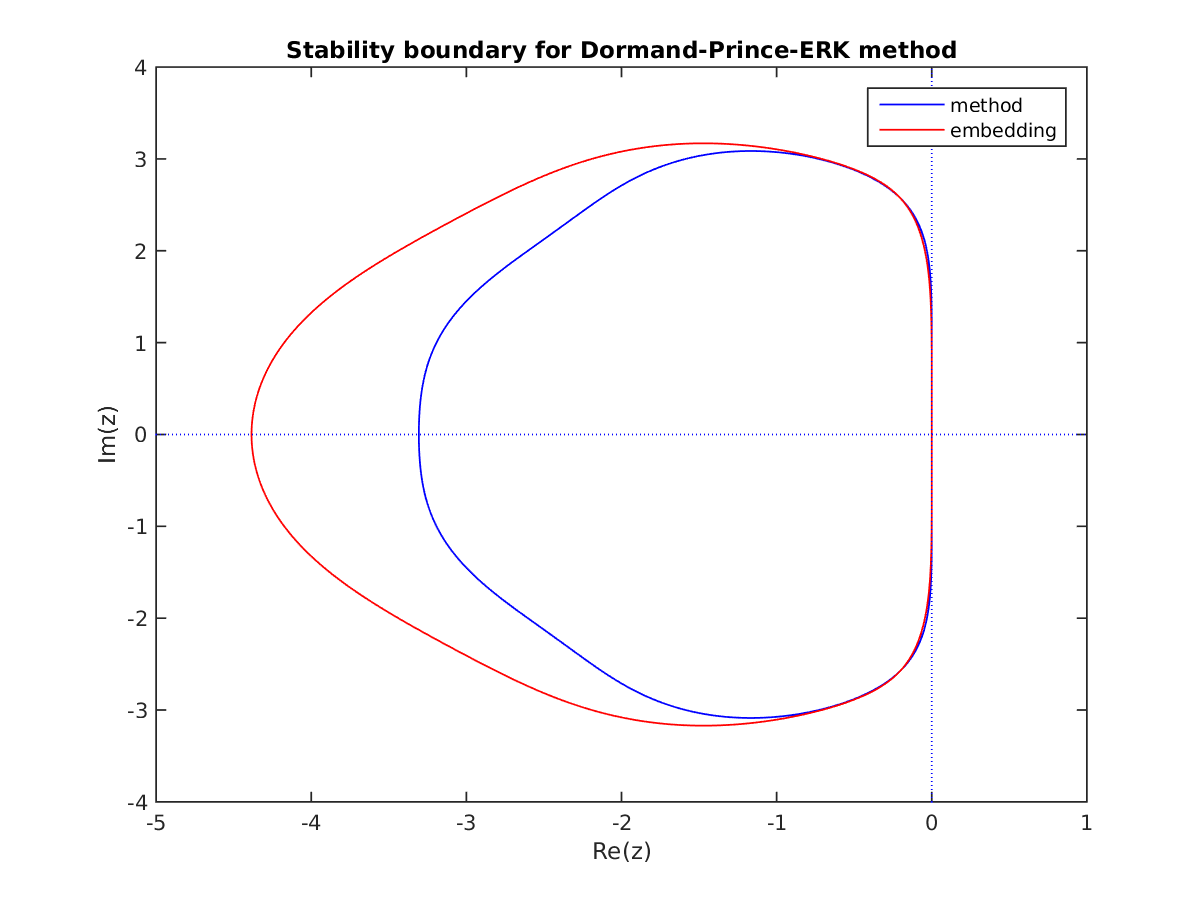 Stability boundary for Dormand-Prince-ERK method
method
embedding
4
3
2
1
0
-1
-2
-3
-4
Im(z)
-5 -4 -3 -2 -1 0 1
Re(z)